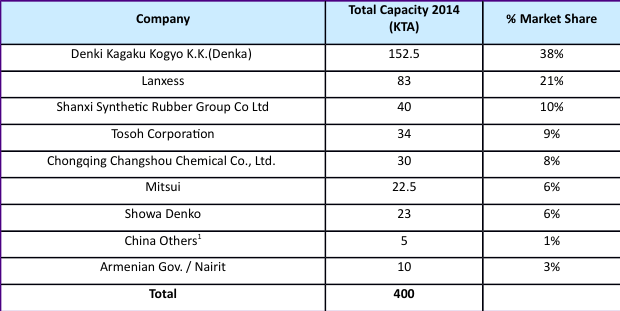 Company Total Capacity 2014 (KTA) % Market Share
Denki Kagaku Kogyo K.K.(Denka) 152.5 38%
Lanxess 83 21%
Shanxi Synthetic Rubber Group Co Ltd 40 10%
Tosoh Corporation 34 9%
Chongqing Changshou Chemical Co., Ltd. 30 8%
Mitsui 22.5 6%
Showa Denko 23 6%
China Others¹ 5 1%
Armenian Gov. / Nairit 10 3%
Total 400